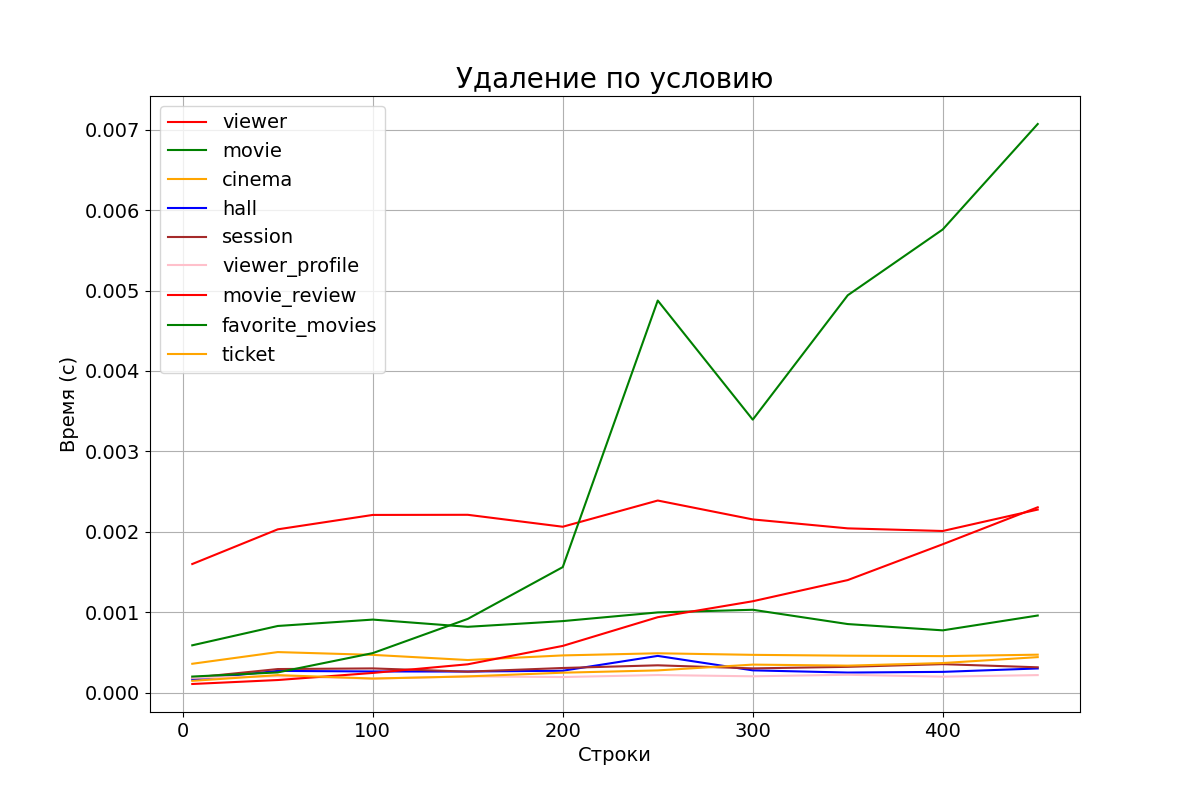 Удаление по условию
viewer
movie
cinema
hall
session
viewer_profile
movie_review
favorite_movies
ticket
0.007
0.006
0.005
0.004
0.003
0.002
0.001
0.000
Время (с)
0
100
200
300
400
Строки